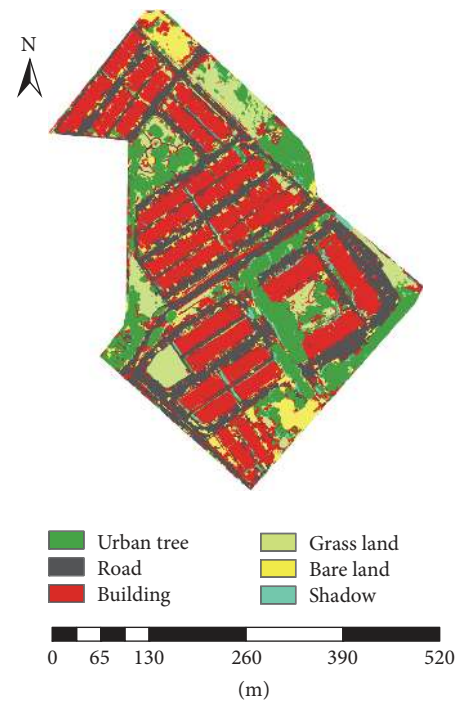 N
Urban tree
Grass land
Road
Bare land
Building
Shadow
0 65 130 260 390 520
(m)